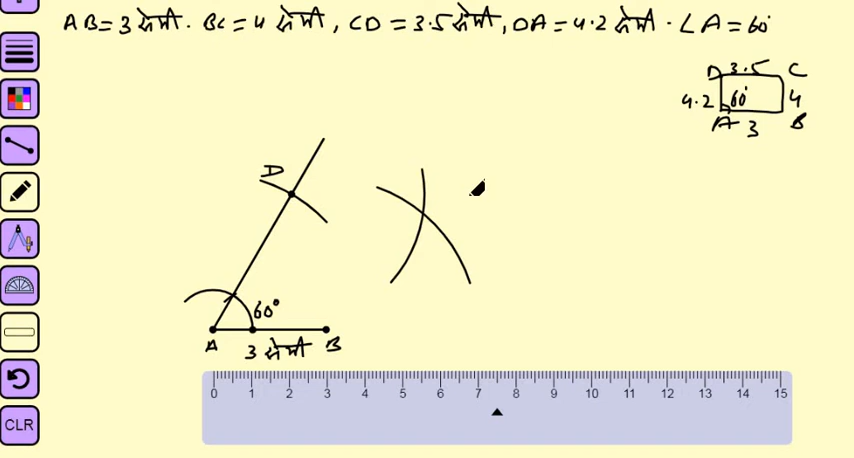 AB = 3 সেমি. BC = 4 সেমি, CD = 3.5 সেমি, DA = 4.2 সেমি. ∠A = 60°
D 3.5 C
4.2 60° 4
A 3 B
D
60°
A 3 সেমি B
0 1 2 3 4 5 6 7 8 9 10 11 12 13 14 15
CLR